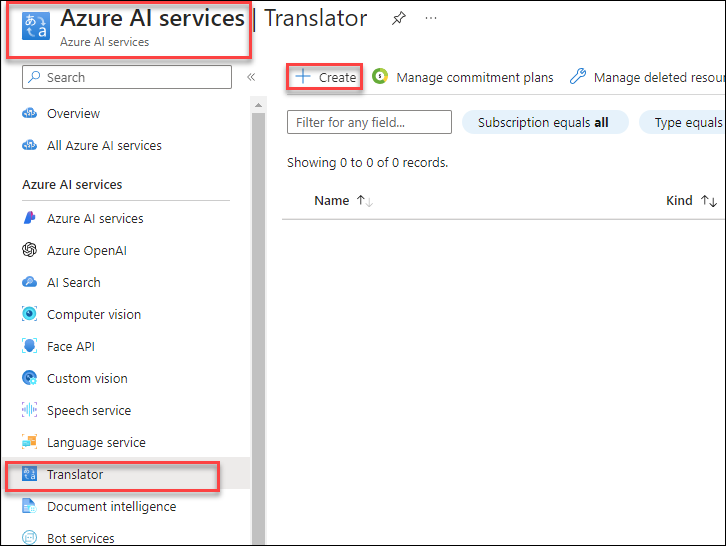 Azure AI services | Translator
Azure AI services
Search
Create
Manage commitment plans
Manage deleted resou
Overview
All Azure AI services
Filter for any field...
Subscription equals all
Type equals
Showing 0 to 0 of 0 records.
Azure AI services
Name
Kind
Azure AI services
Azure OpenAI
AI Search
Computer vision
Face API
Custom vision
Speech service
Language service
Translator
Document intelligence
Bot services